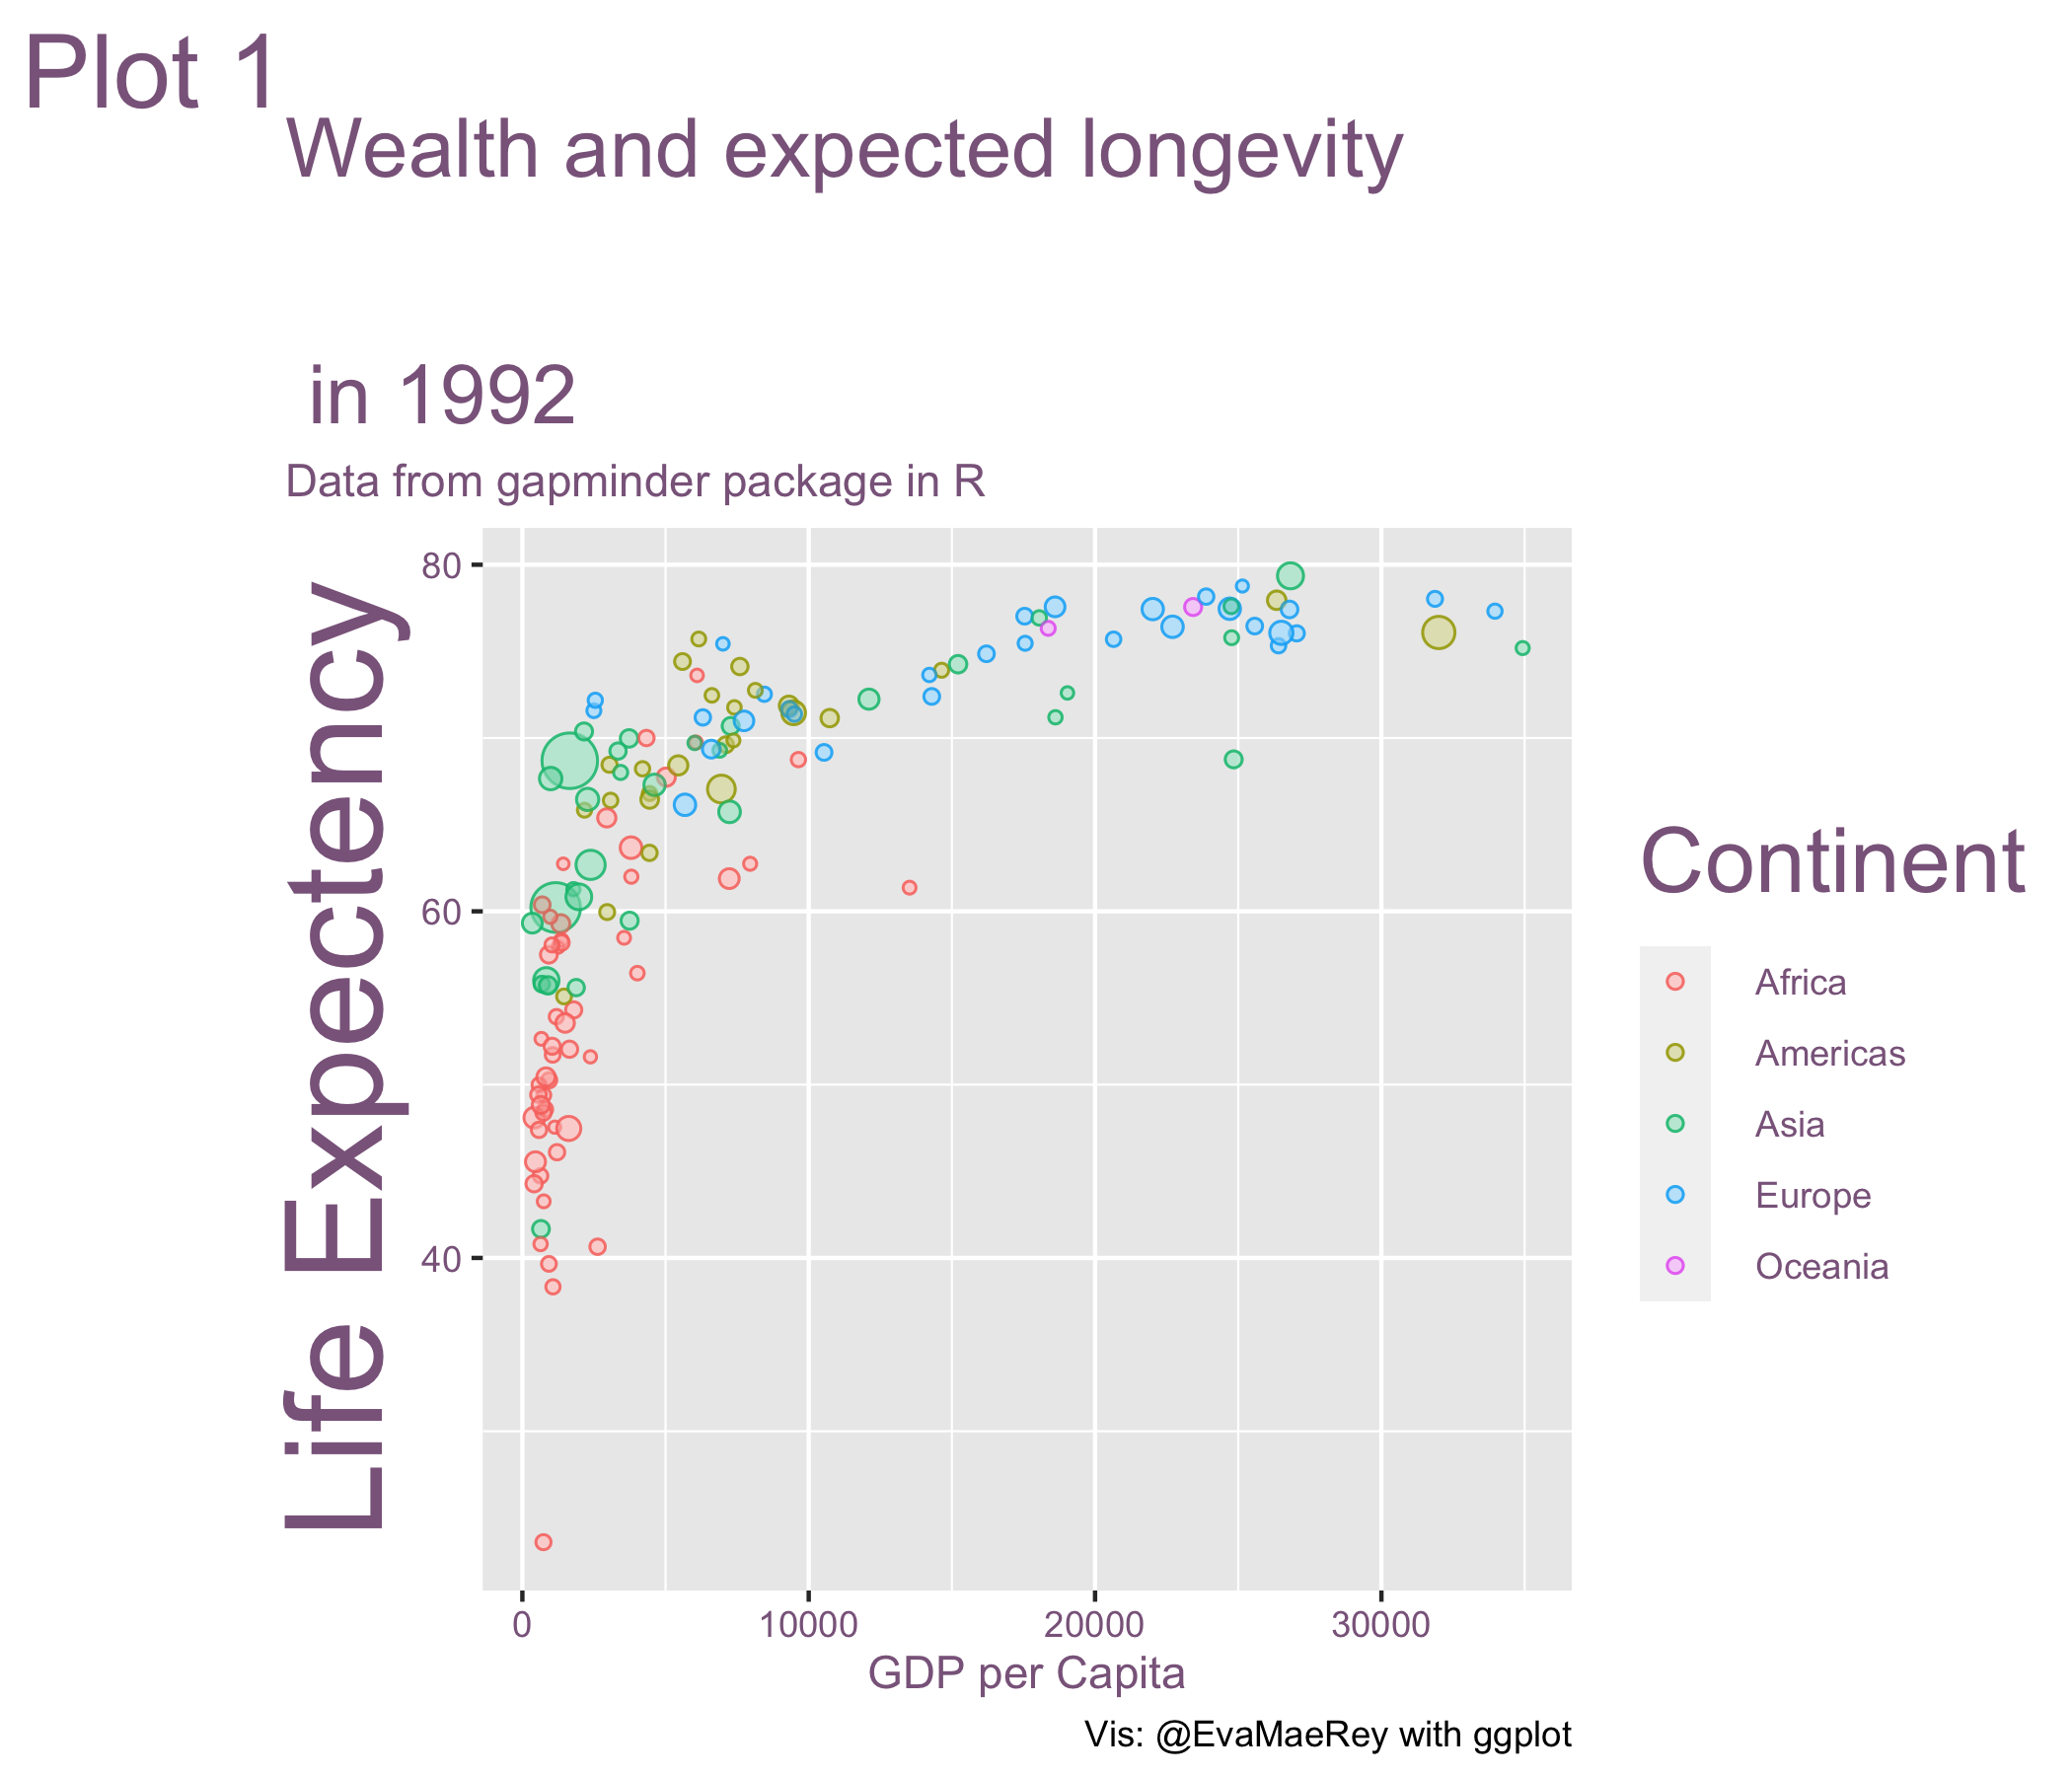 Plot 1
Wealth and expected longevity
in 1992
Data from gapminder package in R
Life Expectency
80
60
40
0 10000 20000 30000
GDP per Capita
Vis: @EvaMaeRey with ggplot
Continent
Africa
Americas
Asia
Europe
Oceania